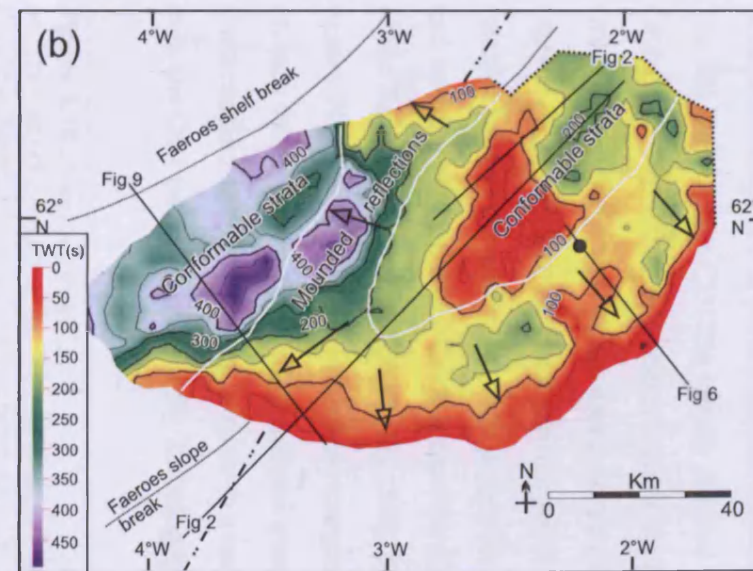 (b)
4°W
3°W
2°W
Faeroes shelf break
Fig 2
100
200
400
Fig 9
Conformable strata
Mounded reflections
Conformable strata
62°
N
62°
N
400
400
300
200
100
100
TWT(s)
0
50
100
150
200
250
300
350
400
450
Fig 6
Faeroes slope
break
Fig 2
N
Km
0
40
4°W
3°W
2°W